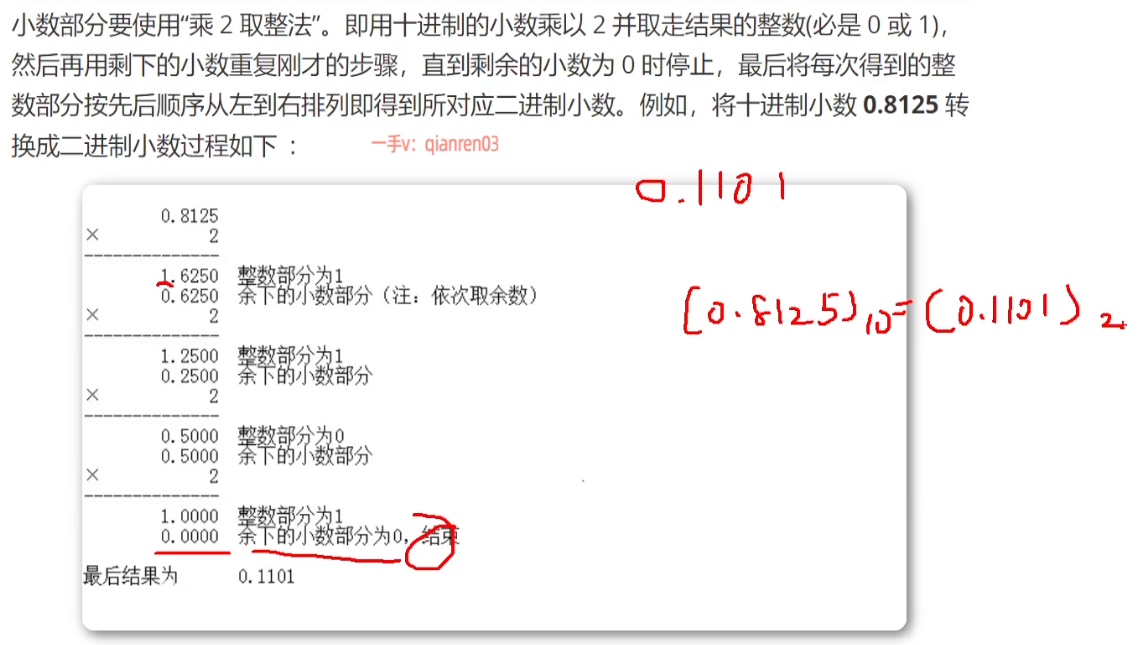 小数部分要使用“乘 2 取整法”。即用十进制的小数乘以 2 并取走结果的整数(必是 0 或 1)，
然后再用剩下的小数重复刚才的步骤，直到剩余的小数为 0 时停止，最后将每次得到的整
数部分按先后顺序从左到右排列即得到所对应二进制小数。例如，将十进制小数 0.8125 转
换成二进制小数过程如下 ：
一手v：qianren03
0.1101
0.8125
× 2
---------------
1.6250 整数部分为1
0.6250 余下的小数部分（注：依次取余数）
× 2
---------------
(0.8125)10=(0.1101)2
1.2500 整数部分为1
0.2500 余下的小数部分
× 2
---------------
0.5000 整数部分为0
0.5000 余下的小数部分
× 2
---------------
1.0000 整数部分为1
0.0000 余下的小数部分为0，结束
最后结果为 0.1101